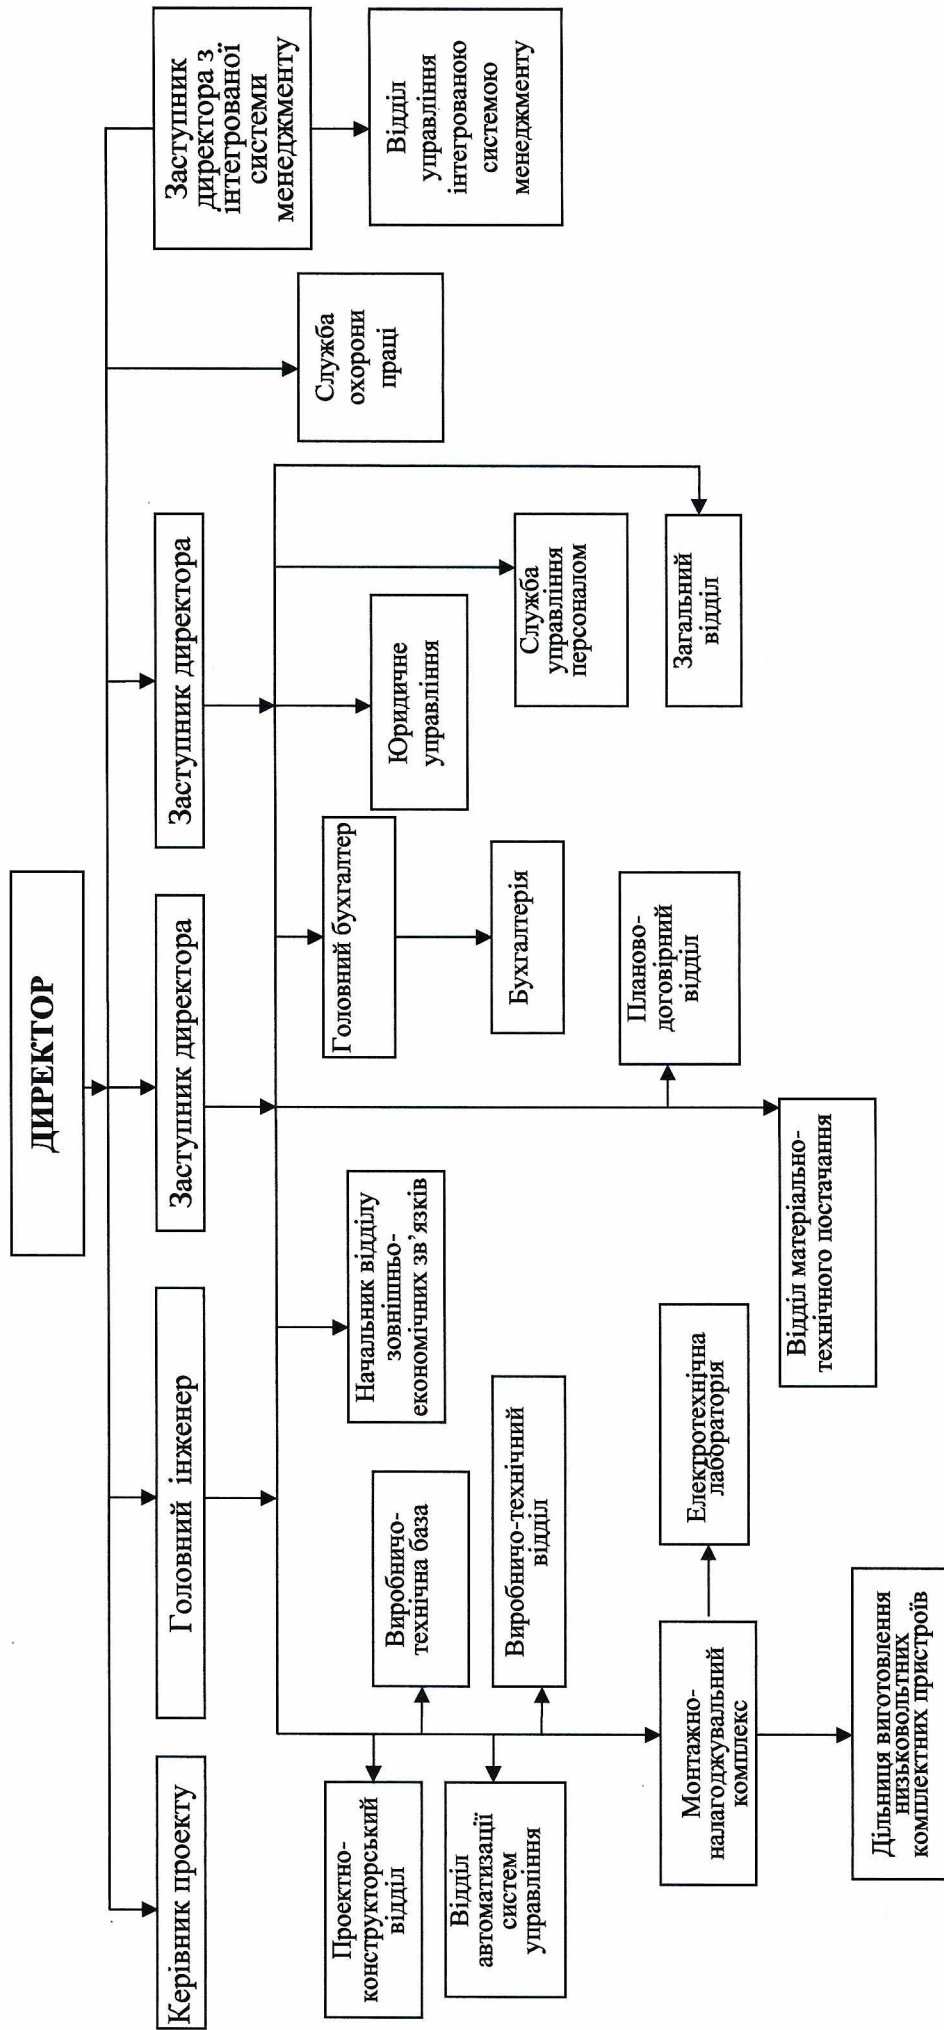 ДИРЕКТОР
Керівник проекту
Головний інженер
Заступник директора
Заступник директора
Заступник
директора з
інтегрованої
системи
менеджменту
Служба
охорони
праці
Відділ
управління
інтегрованою
системою
менеджменту
Проектно-
конструкторський
відділ
Виробничо-
технічна база
Начальник відділу
зовнішньо-
економічних зв’язків
Головний бухгалтер
Юридичне
управління
Відділ
автоматизації
систем
управління
Виробничо-технічний
відділ
Бухгалтерія
Служба
управління
персоналом
Монтажно-
налагоджувальний
комплекс
Електротехнічна
лабораторія
Планово-
договірний
відділ
Загальний
відділ
Відділ матеріально-
технічного постачання
Дільниця виготовлення
низьковольтних
комплектних пристроїв